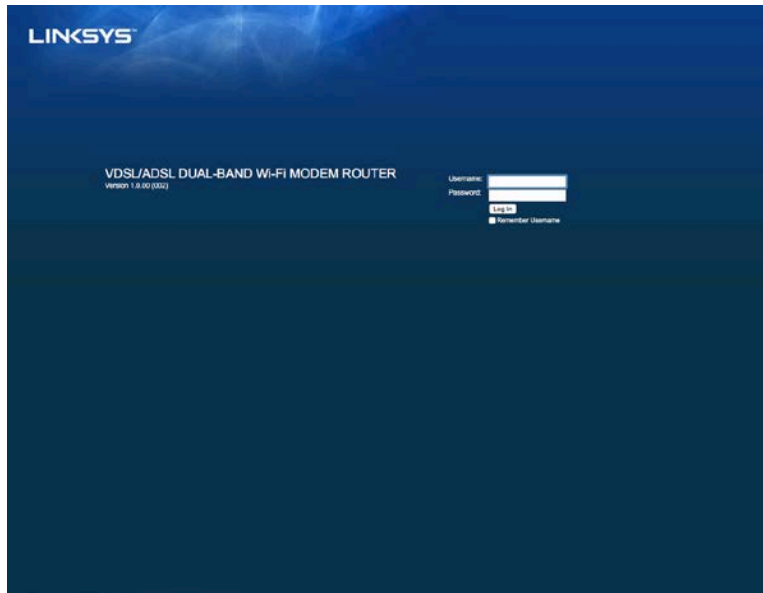 LINKSYS
VDSL/ADSL DUAL-BAND Wi-Fi MODEM ROUTER
Version 1.0.00 (002)
Username:
Password:
Log In
Remember Username